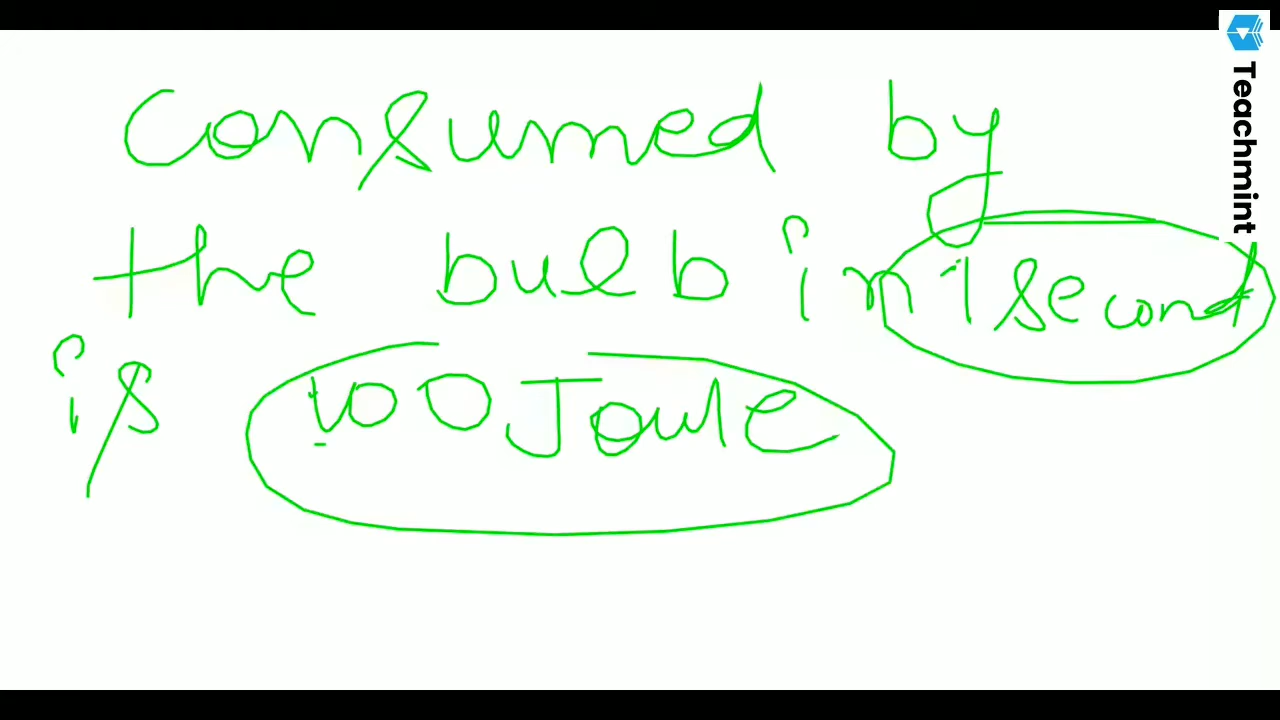 Consumed by
the bulb in 1 second
is 100 Joule
Teachmint